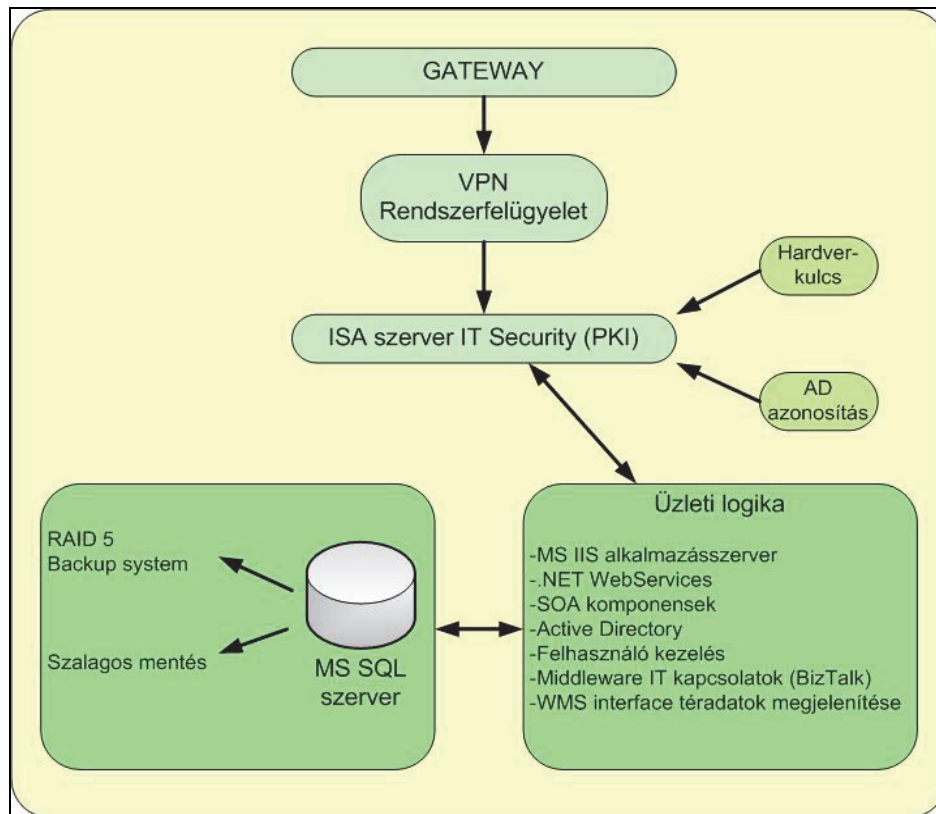 GATEWAY
VPN
Rendszerfelügyelet
Hardver-
kulcs
ISA szerver IT Security (PKI)
AD
azonosítás
RAID 5
Backup system
Szalagos mentés
MS SQL
szerver
Üzleti logika
-MS IIS alkalmazásszerver
-.NET WebServices
-SOA komponensek
-Active Directory
-Felhasználó kezelés
-Middleware IT kapcsolatok (BizTalk)
-WMS interface téradatok megjelenítése